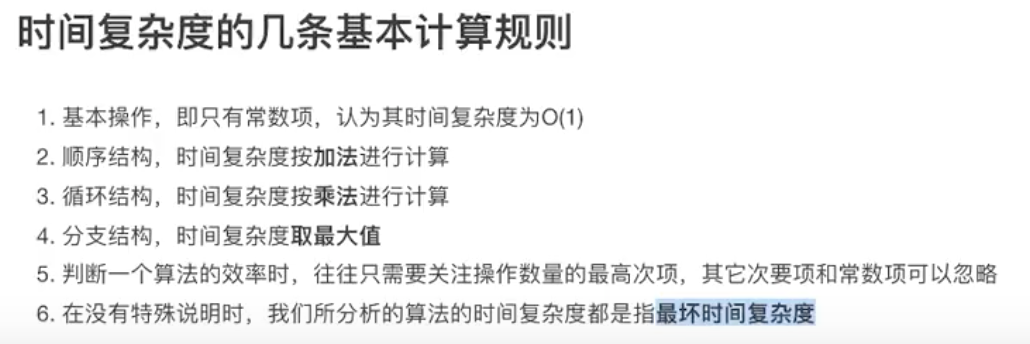 时间复杂度的几条基本计算规则
1. 基本操作，即只有常数项，认为其时间复杂度为O(1)
2. 顺序结构，时间复杂度按加法进行计算
3. 循环结构，时间复杂度按乘法进行计算
4. 分支结构，时间复杂度取最大值
5. 判断一个算法的效率时，往往只需要关注操作数量的最高次项，其它次要项和常数项可以忽略
6. 在没有特殊说明时，我们所分析的算法的时间复杂度都是指最坏时间复杂度